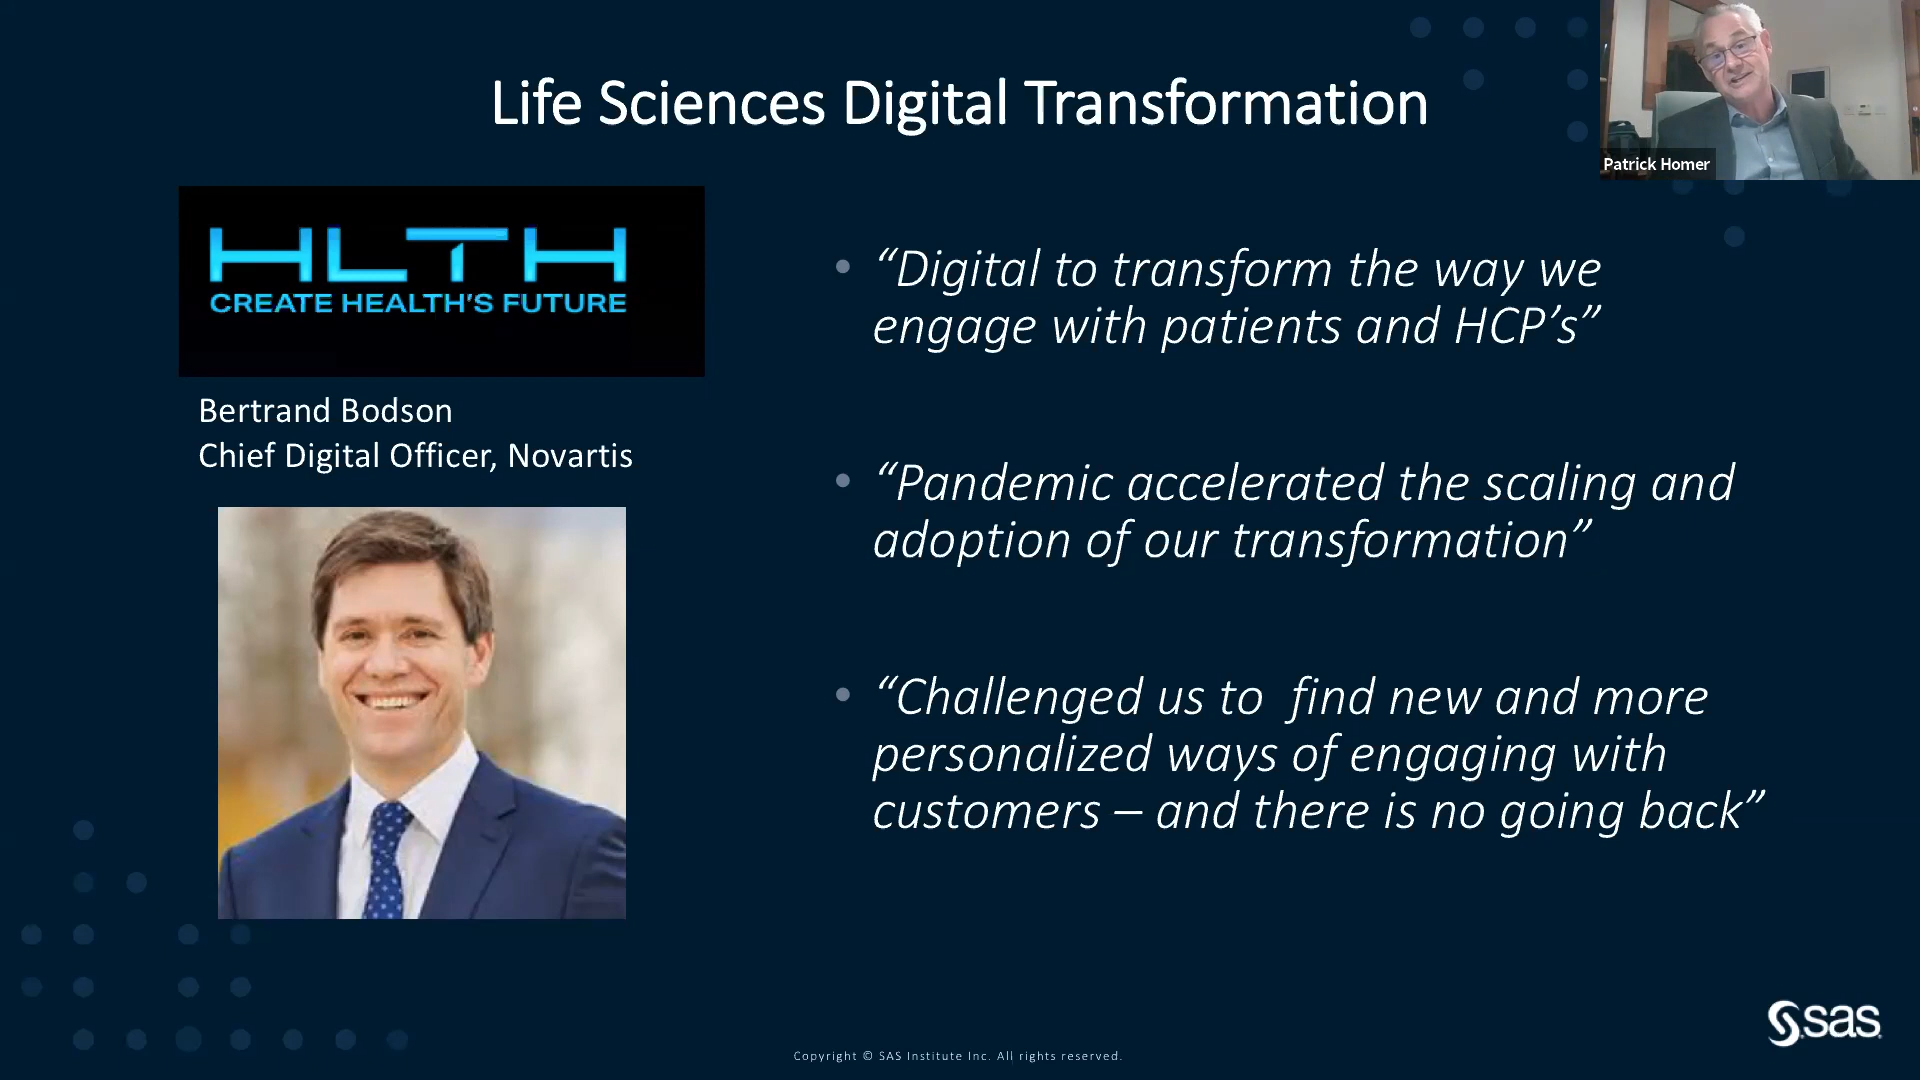 Life Sciences Digital Transformation
Patrick Homer
HLTH
CREATE HEALTH'S FUTURE
Bertrand Bodson
Chief Digital Officer, Novartis
• “Digital to transform the way we
engage with patients and HCP’s”
• “Pandemic accelerated the scaling and
adoption of our transformation”
• “Challenged us to  find new and more
personalized ways of engaging with
customers – and there is no going back”
sas
Copyright © SAS Institute Inc. All rights reserved.